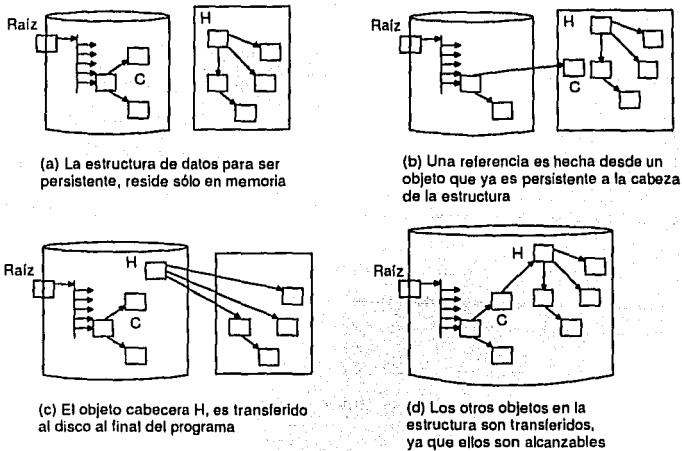 Raíz
H
C
(a) La estructura de datos para ser
persistente, reside sólo en memoria
Raíz
H
C
(b) Una referencia es hecha desde un
objeto que ya es persistente a la cabeza
de la estructura
Raíz
H
C
(c) El objeto cabecera H, es transferido
al disco al final del programa
Raíz
H
C
(d) Los otros objetos en la
estructura son transferidos,
ya que ellos son alcanzables